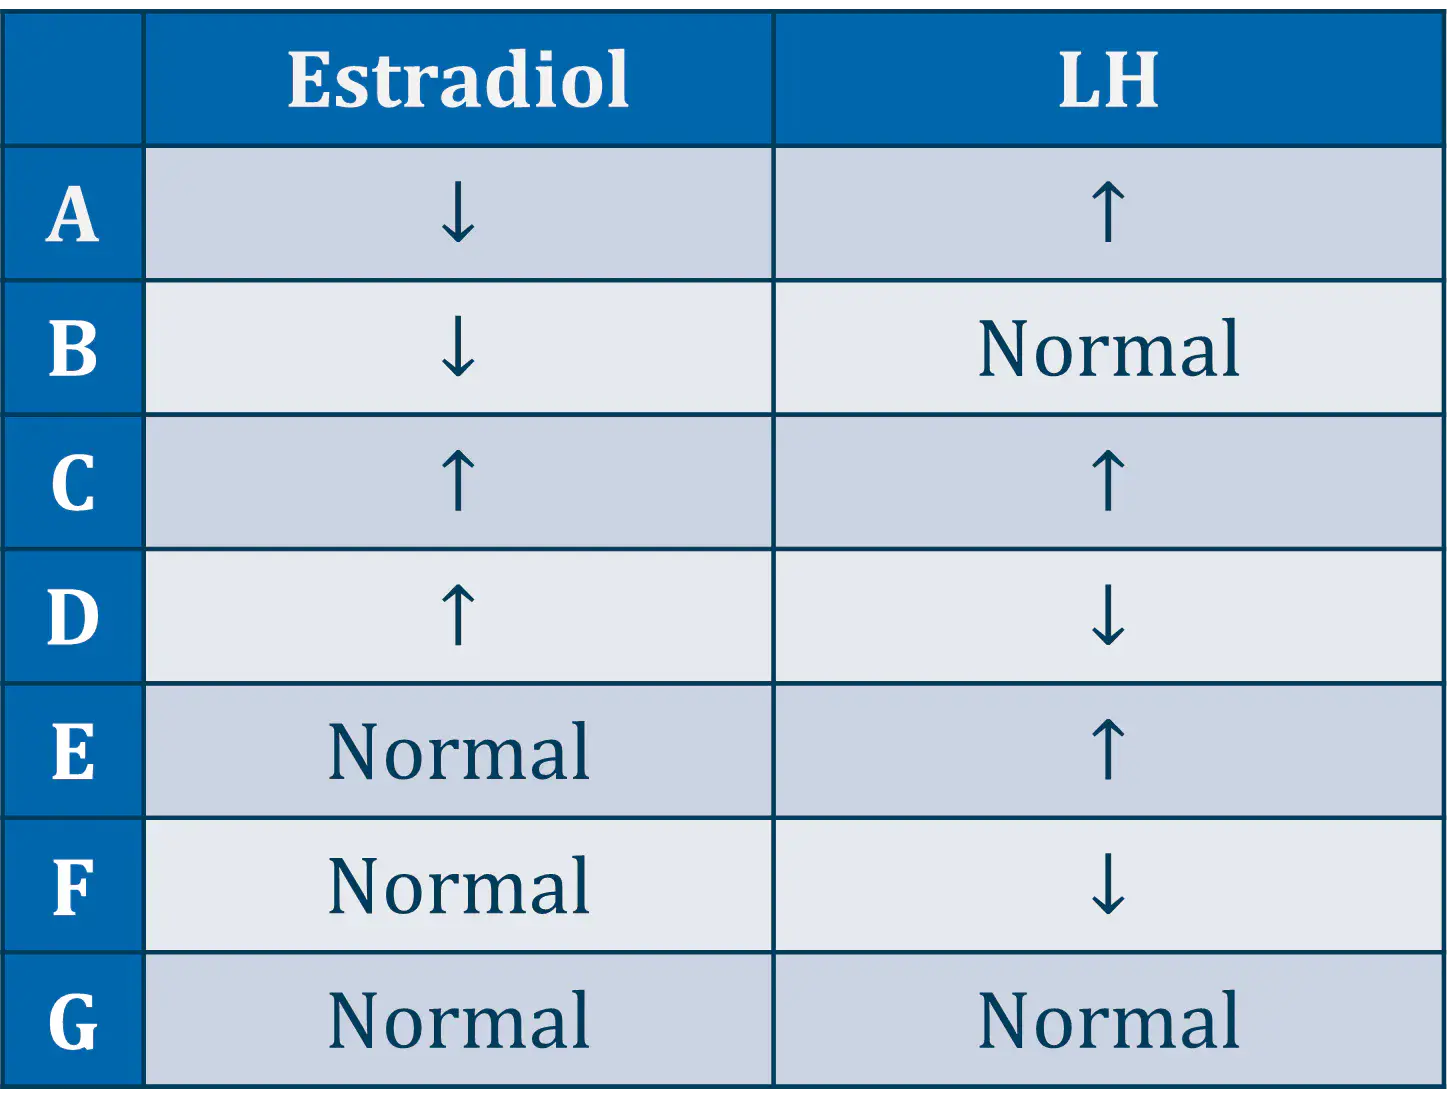 Estradiol LH
A ↓ ↑
B ↓ Normal
C ↑ ↑
D ↑ ↓
E Normal ↑
F Normal ↓
G Normal Normal